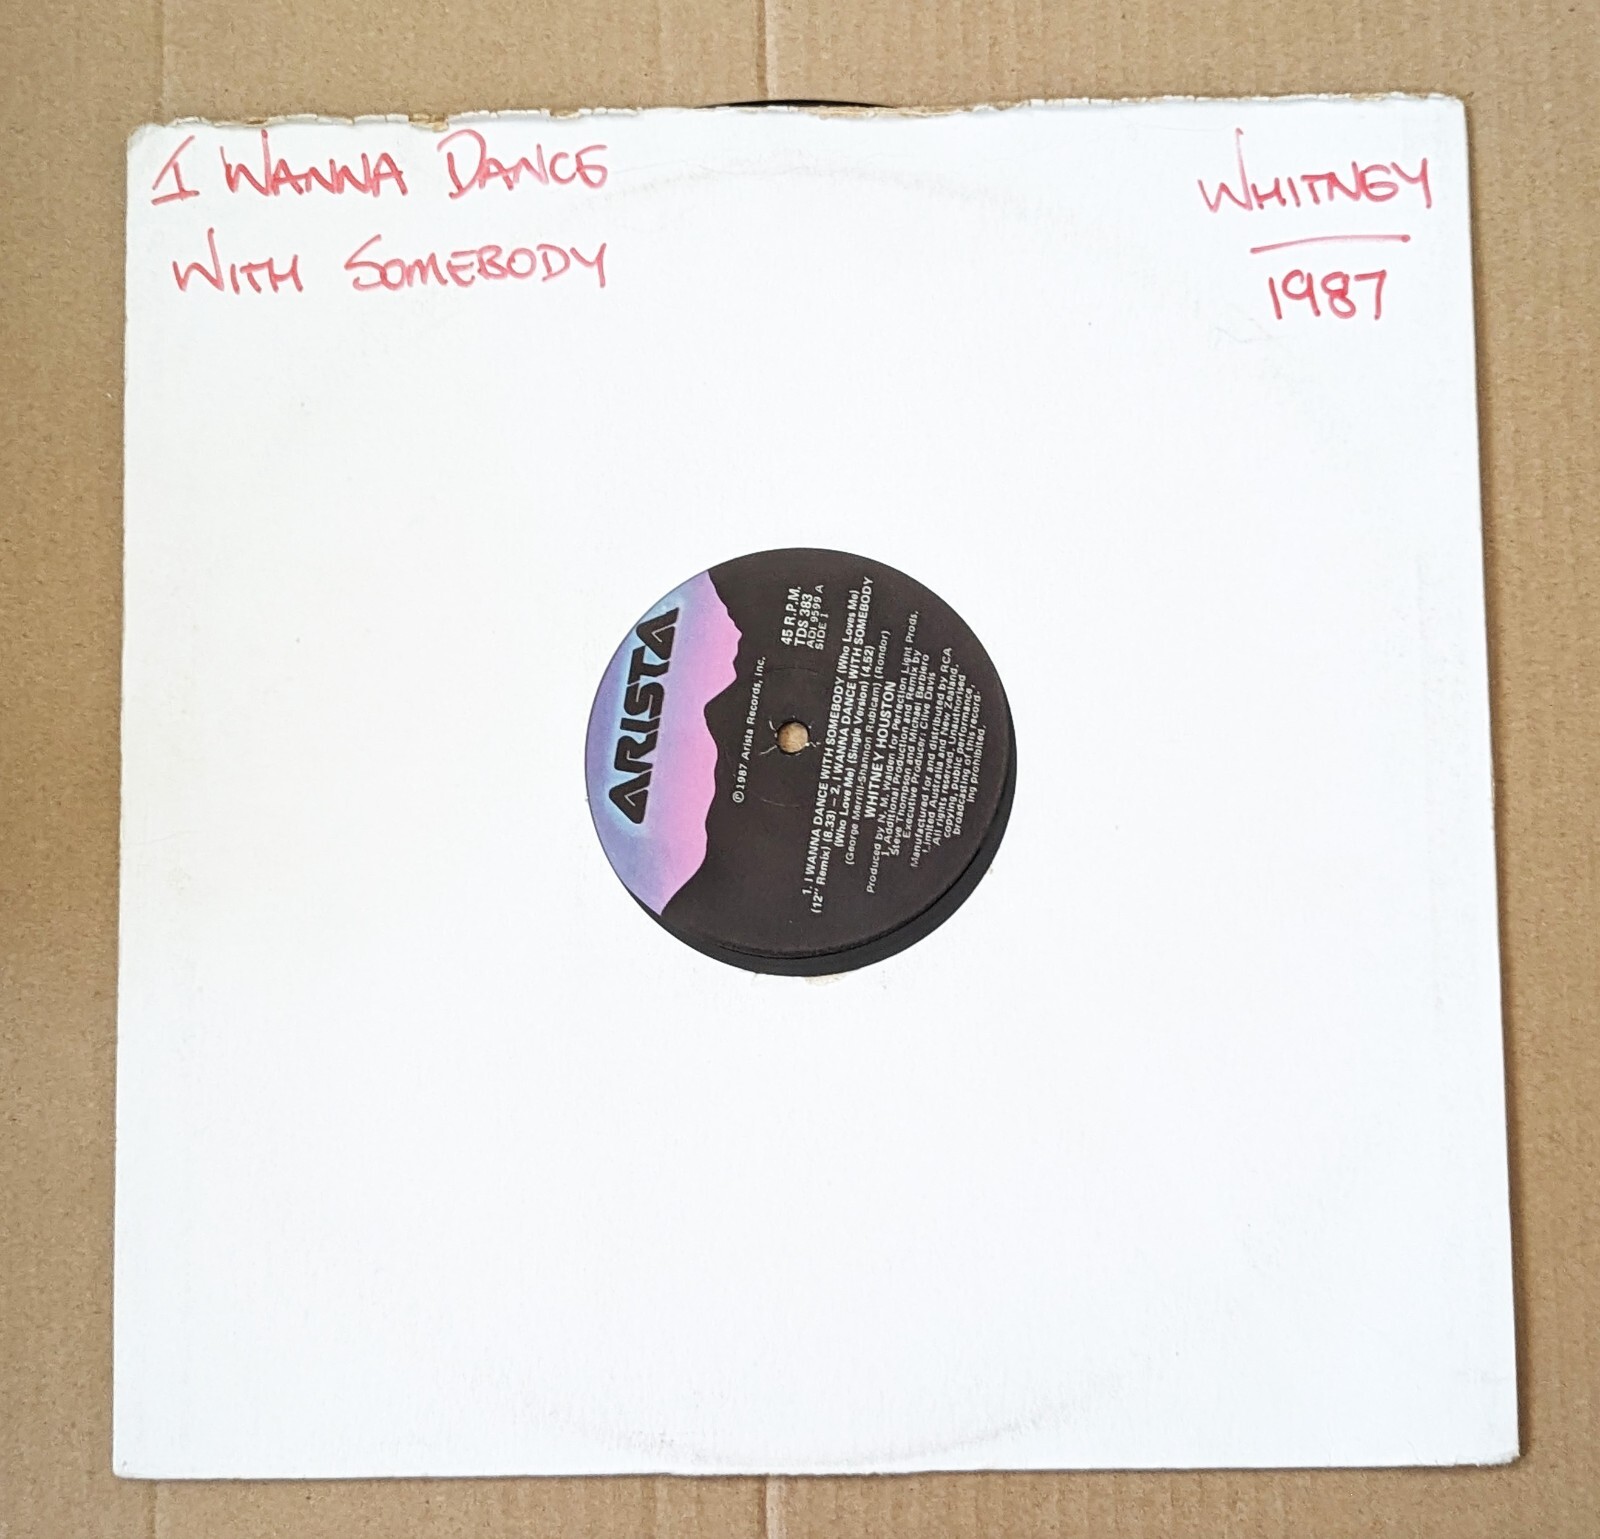 I WANNA DANCE
WITH SOMEBODY
WHITNEY
1987
ARISTA
℗ 1987 Arista Records, Inc.
45 R.P.M.
TDS 383
ADI 9599 A
SIDE 1
1. I WANNA DANCE WITH SOMEBODY (Who Loves Me)
(12" Remix) (8.33) – 2. I WANNA DANCE WITH SOMEBODY
(Who Love Me) (Single Version) (4.52)
(George Merrill-Shannon Rubicam) (Rondor)
WHITNEY HOUSTON
Produced by N. M. Walden for Perfection Light Prods.
1. Additional Production and Remix by
Steve Thompson and Michael Barbiero
Executive Producer: Clive Davis
Manufactured for and distributed by RCA
Limited Australia and New Zealand.
All rights reserved. Unauthorised
copying, public performance,
broadcasting of this record-
ing prohibited.